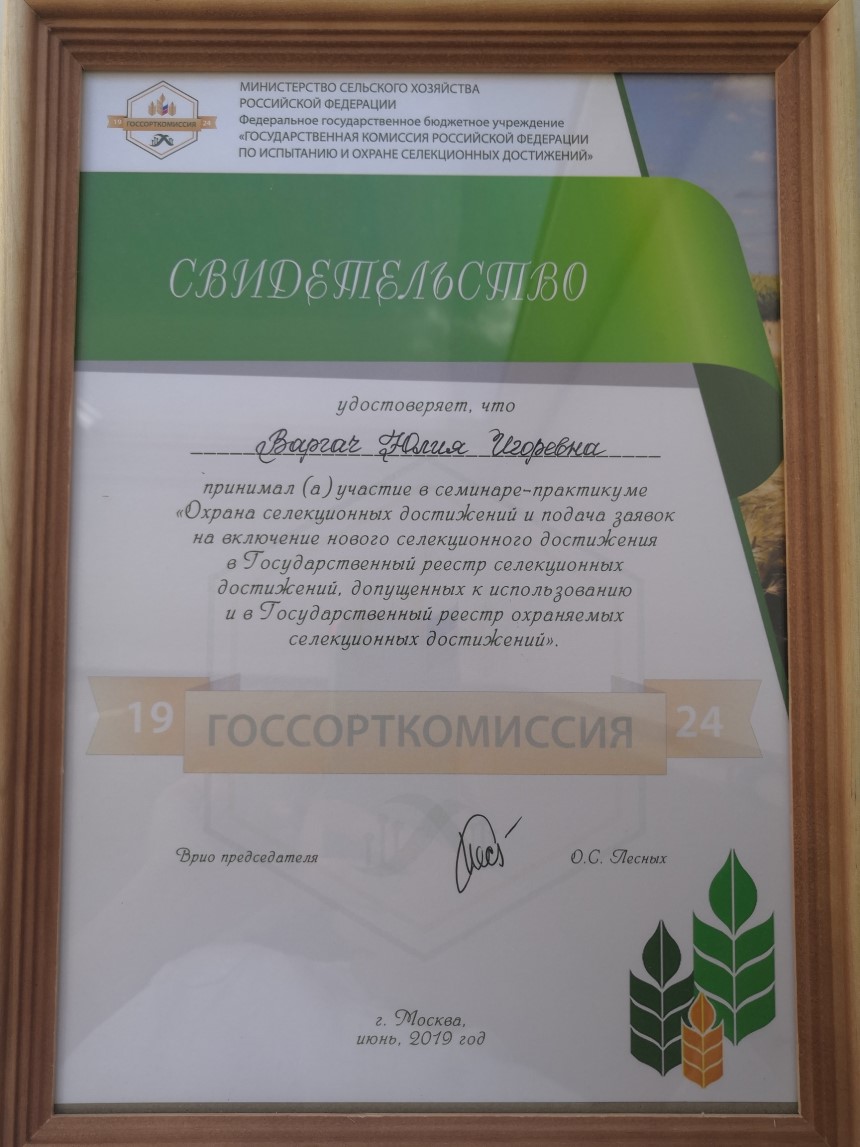 МИНИСТЕРСТВО СЕЛЬСКОГО ХОЗЯЙСТВА
РОССИЙСКОЙ ФЕДЕРАЦИИ
Федеральное государственное бюджетное учреждение
«ГОСУДАРСТВЕННАЯ КОМИССИЯ РОССИЙСКОЙ ФЕДЕРАЦИИ
ПО ИСПЫТАНИЮ И ОХРАНЕ СЕЛЕКЦИОННЫХ ДОСТИЖЕНИЙ»
19 ГОССОРТКОМИССИЯ 24
СВИДЕТЕЛЬСТВО
удостоверяет, что
Варгач Юлия Игоревна
принимал (а) участие в семинаре-практикуме
«Охрана селекционных достижений и подача заявок
на включение нового селекционного достижения
в Государственный реестр селекционных
достижений, допущенных к использованию
и в Государственный реестр охраняемых
селекционных достижений».
19 ГОССОРТКОМИССИЯ 24
Врио председателя О.С. Лесных
г. Москва,
июнь, 2019 год